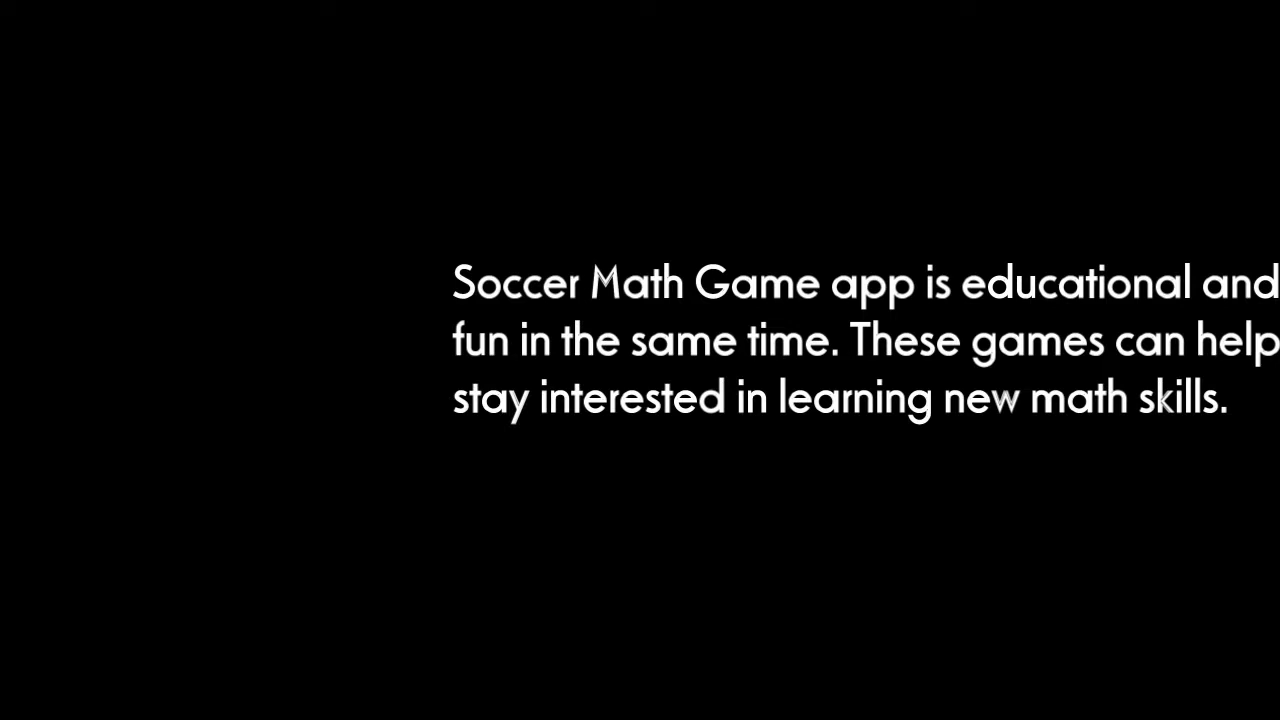 Soccer Math Game app is educational and
fun in the same time. These games can help
stay interested in learning new math skills.